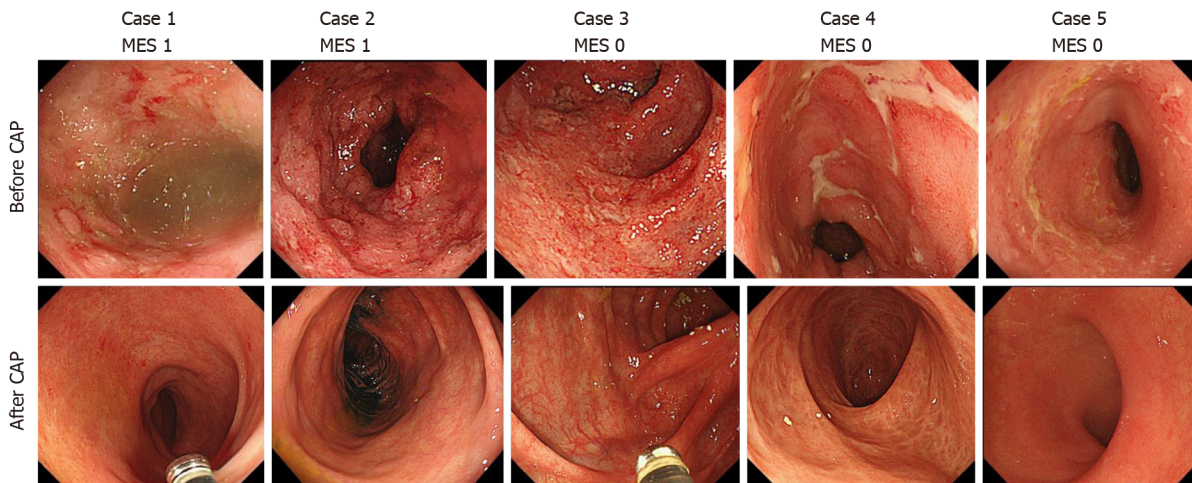 Case 1 Case 2 Case 3 Case 4 Case 5
MES 1 MES 1 MES 0 MES 0 MES 0
Before CAP
After CAP